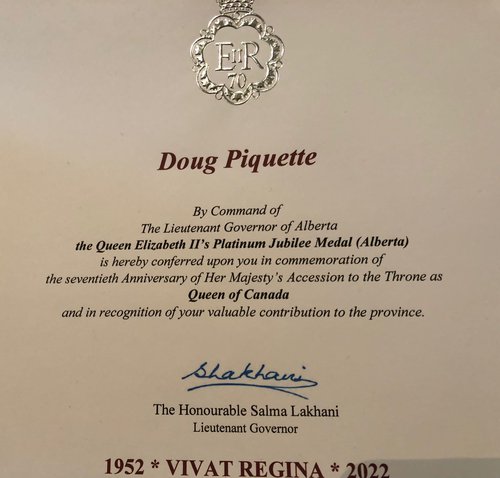 EIIR
70
Doug Piquette
By Command of
The Lieutenant Governor of Alberta
the Queen Elizabeth II's Platinum Jubilee Medal (Alberta)
is hereby conferred upon you in commemoration of
the seventieth Anniversary of Her Majesty's Accession to the Throne as
Queen of Canada
and in recognition of your valuable contribution to the province.
SLakhani
The Honourable Salma Lakhani
Lieutenant Governor
1952 * VIVAT REGINA * 2022